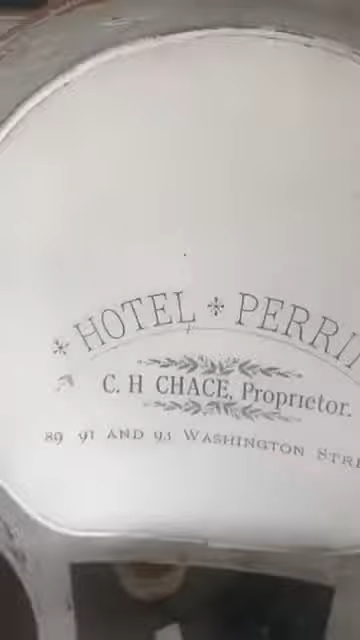 * HOTEL * PERRI
C. H CHACE, Proprietor.
89 91 AND 93 WASHINGTON STRE